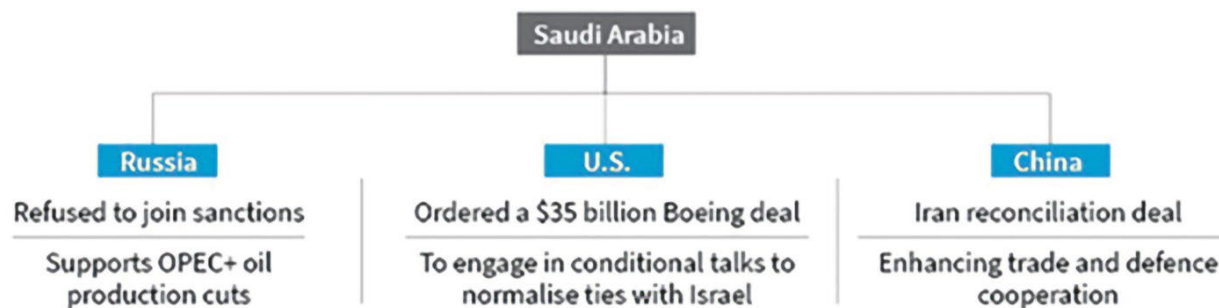 Saudi Arabia
Russia
Refused to join sanctions
Supports OPEC+ oil
production cuts
U.S.
Ordered a $35 billion Boeing deal
To engage in conditional talks to
normalise ties with Israel
China
Iran reconciliation deal
Enhancing trade and defence
cooperation